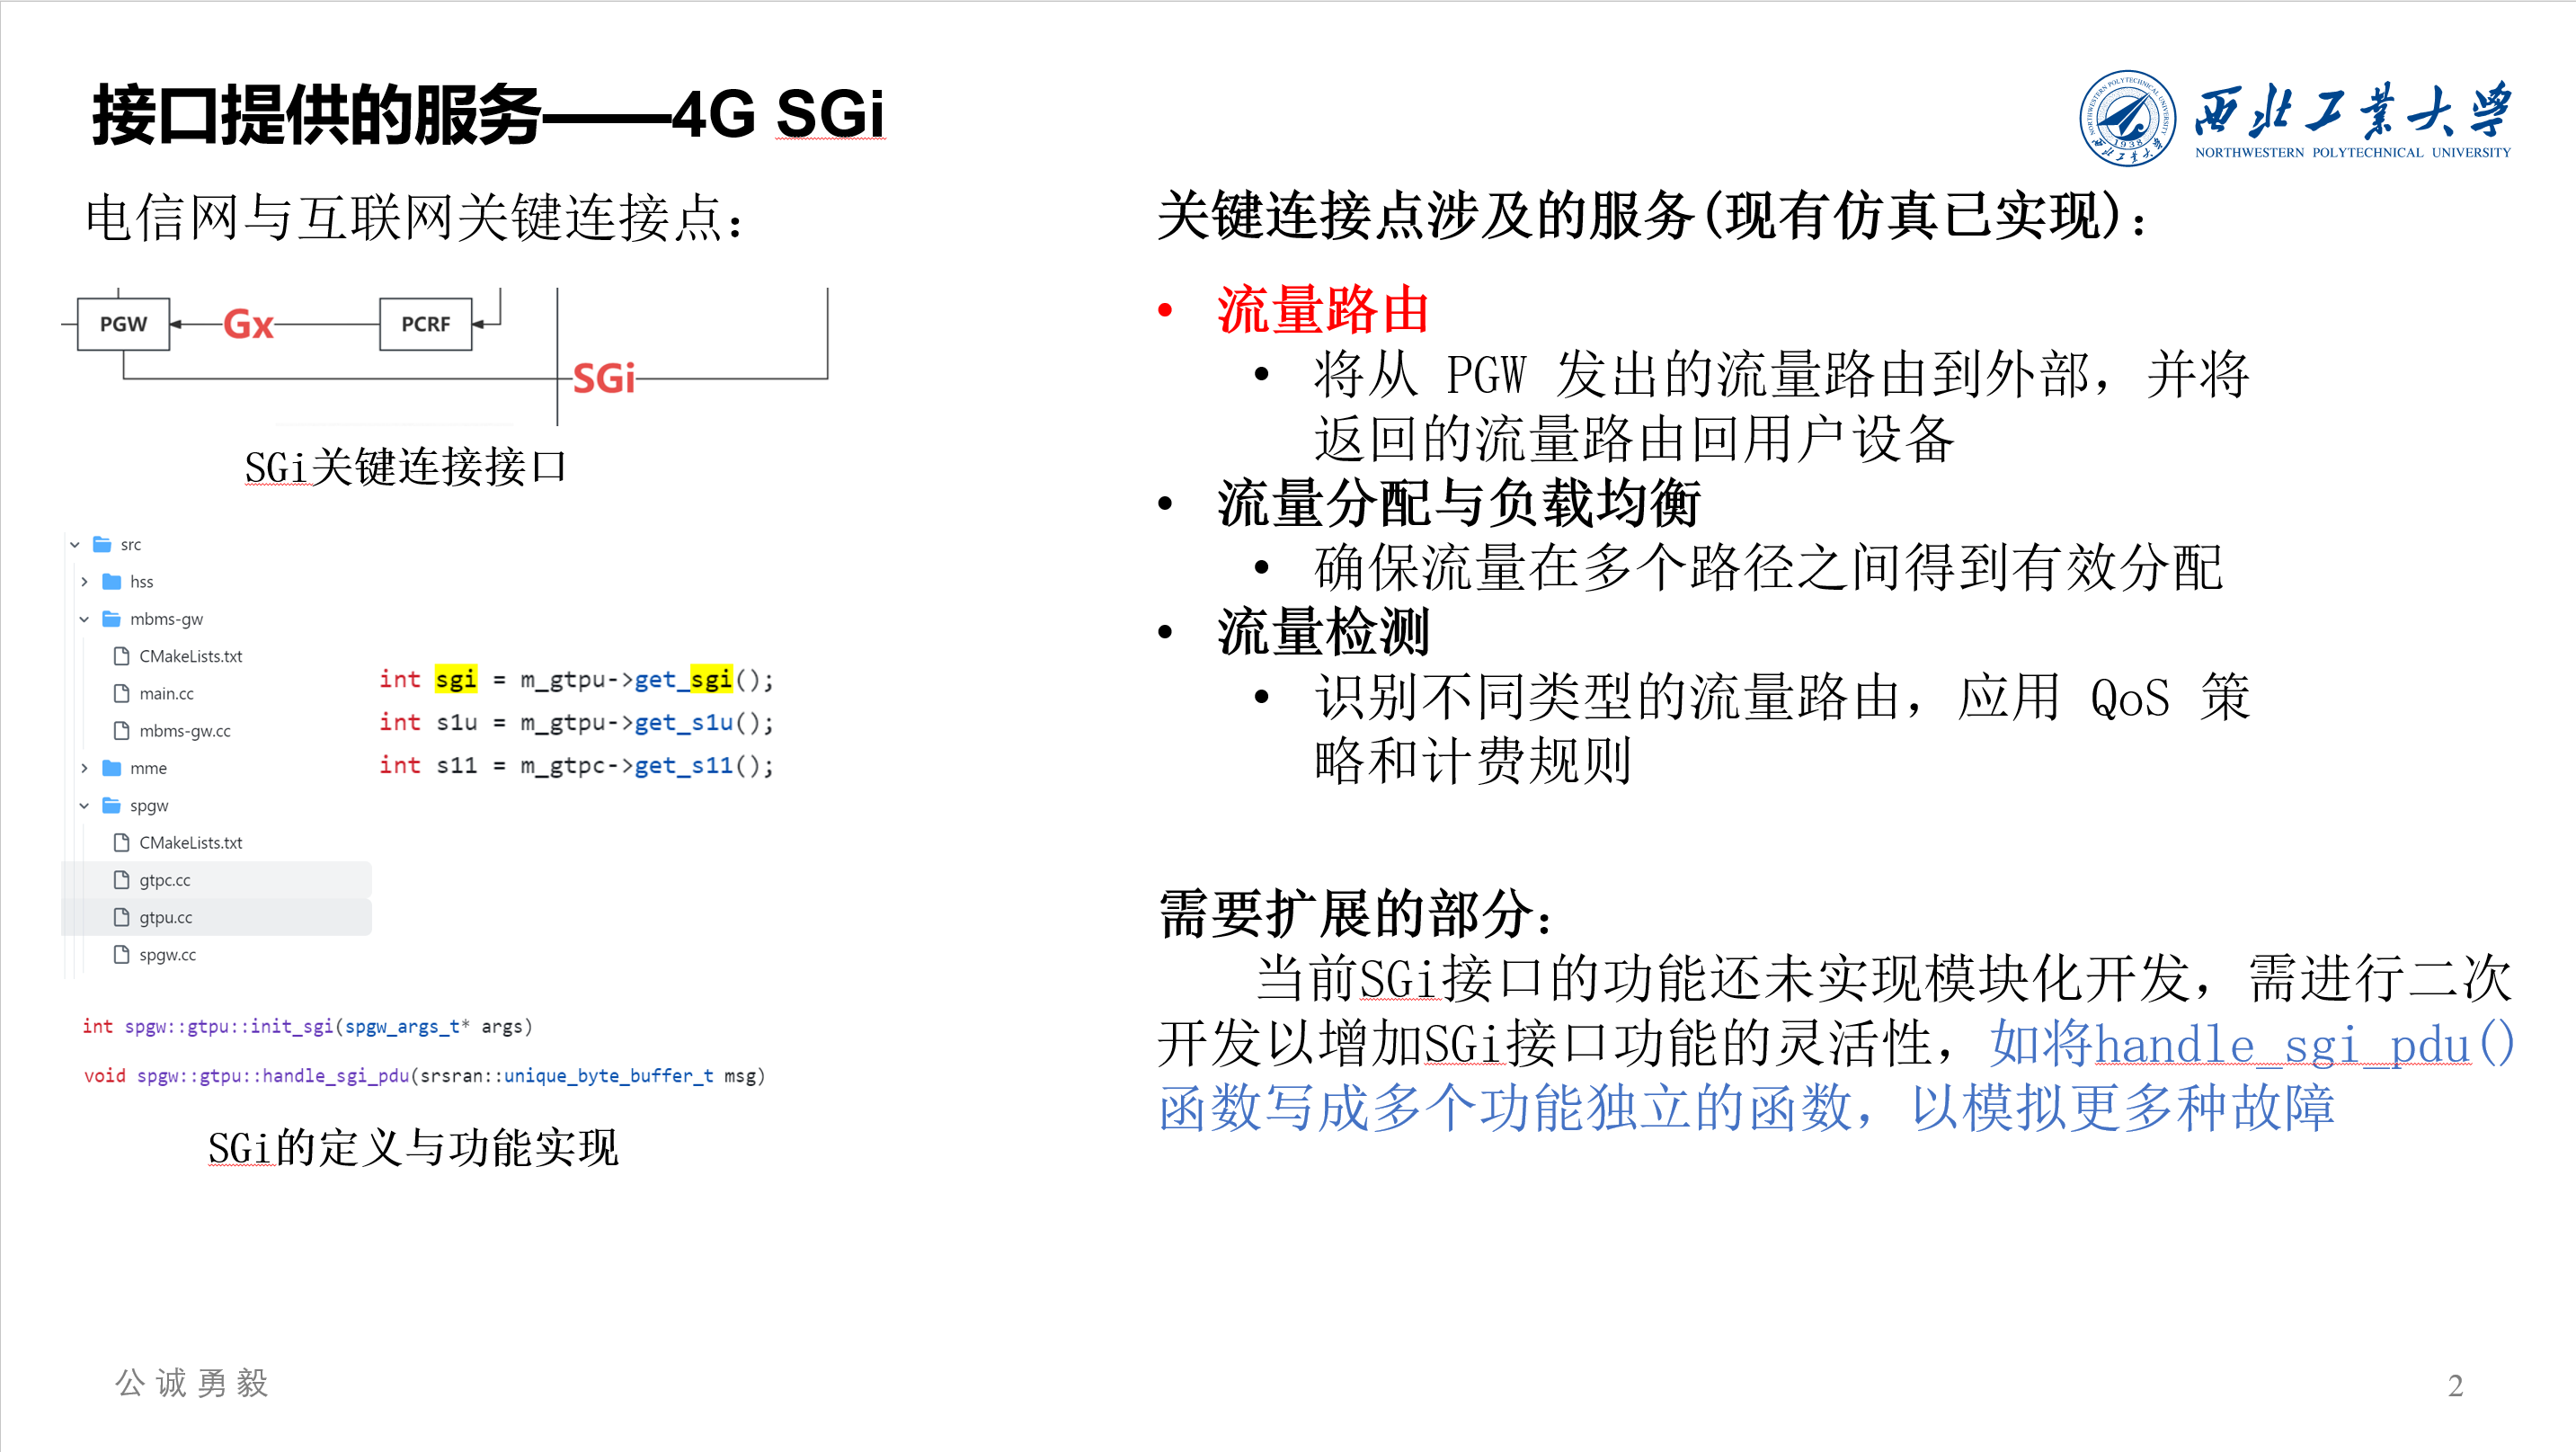 接口提供的服务——4G SGi
西北工业大学
NORTHWESTERN POLYTECHNICAL UNIVERSITY
电信网与互联网关键连接点：
PGW
Gx
PCRF
SGi
SGi关键连接接口
src
hss
mbms-gw
CMakeLists.txt
main.cc
mbms-gw.cc
mme
spgw
CMakeLists.txt
gtpc.cc
gtpu.cc
spgw.cc
int sgi = m_gtpu->get_sgi();
int s1u = m_gtpu->get_s1u();
int s11 = m_gtpc->get_s11();
int spgw::gtpu::init_sgi(spgw_args_t* args)
void spgw::gtpu::handle_sgi_pdu(srsran::unique_byte_buffer_t msg)
SGi的定义与功能实现
关键连接点涉及的服务(现有仿真已实现)：
• 流量路由
• 将从 PGW 发出的流量路由到外部，并将
返回的流量路由回用户设备
• 流量分配与负载均衡
• 确保流量在多个路径之间得到有效分配
• 流量检测
• 识别不同类型的流量路由，应用 QoS 策
略和计费规则
需要扩展的部分：
当前SGi接口的功能还未实现模块化开发，需进行二次
开发以增加SGi接口功能的灵活性，如将handle_sgi_pdu()
函数写成多个功能独立的函数，以模拟更多种故障
公诚勇毅
2